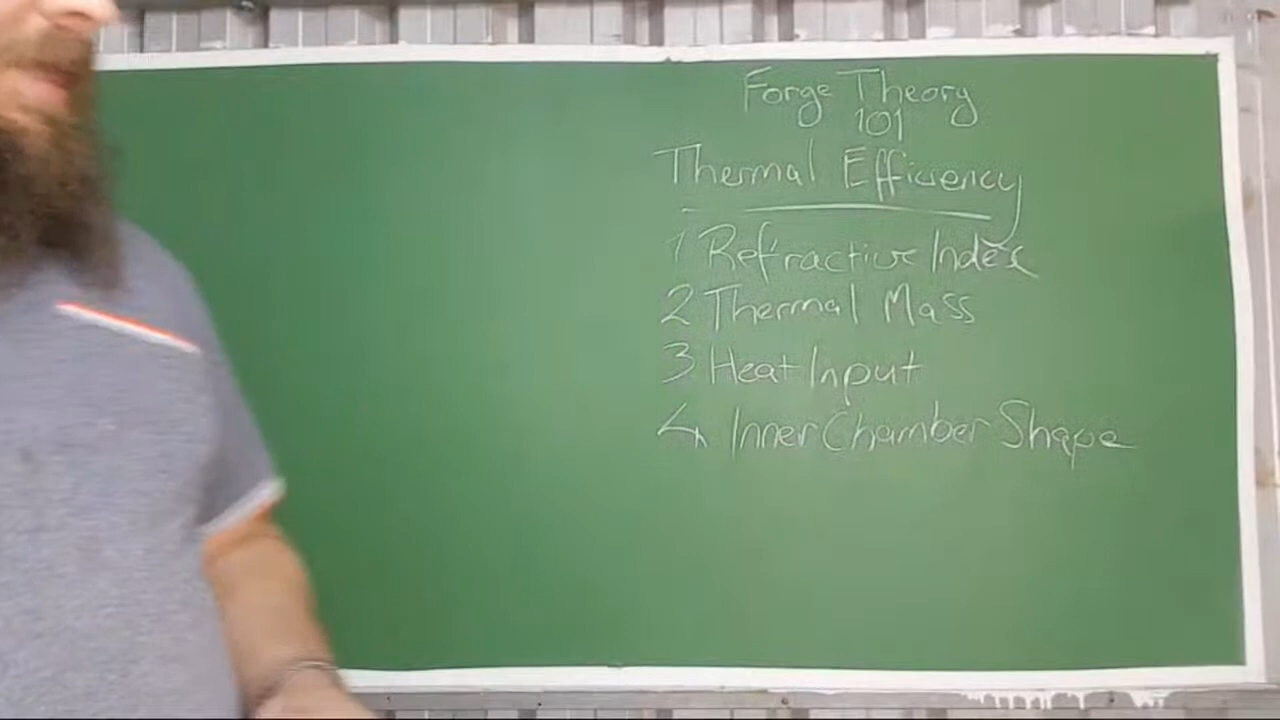 Forge Theory
101
Thermal Efficiency
1 Refractive Index
2 Thermal Mass
3 Heat Input
4 Inner Chamber Shape